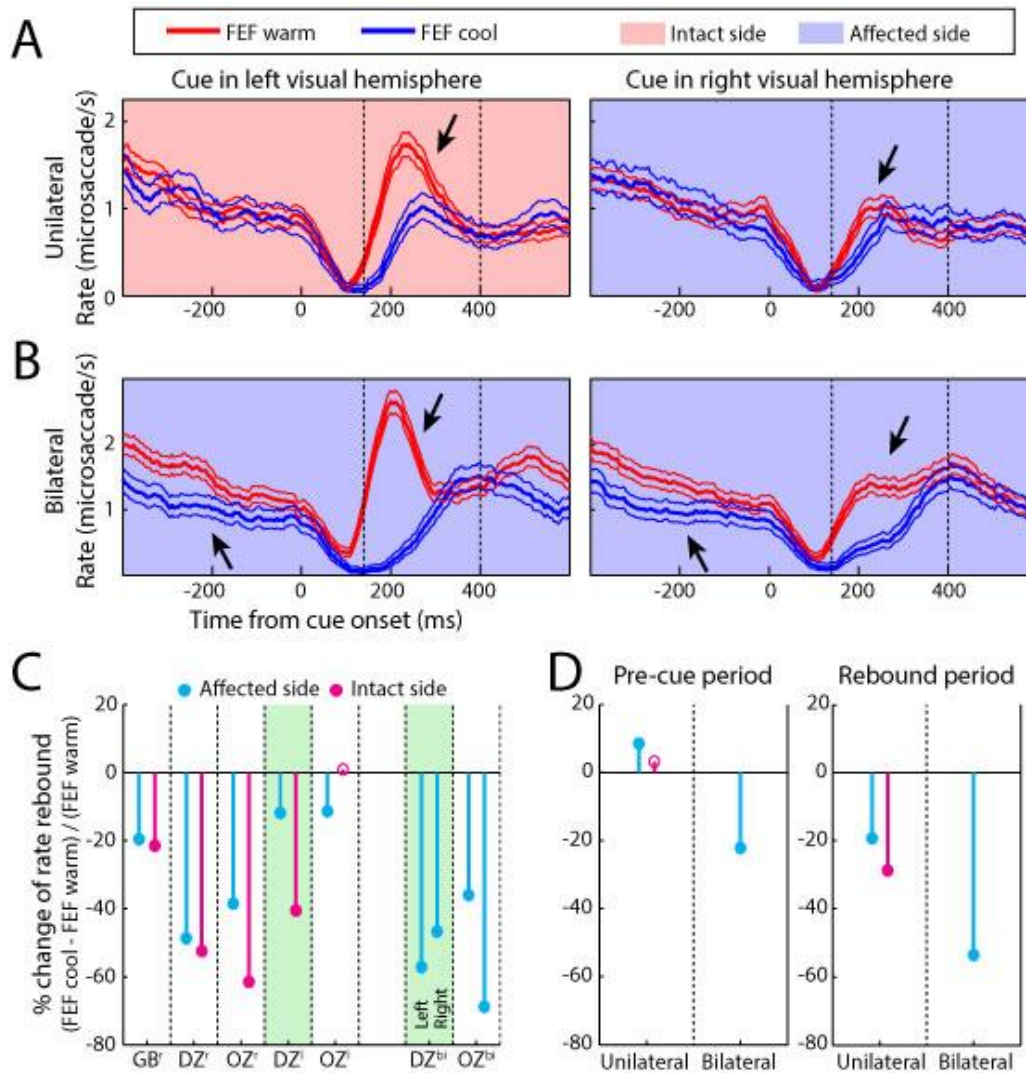 A
FEF warm FEF cool Intact side Affected side
Cue in left visual hemisphere Cue in right visual hemisphere
Unilateral
Rate (microsaccade/s)
2
1
0
-200 0 200 400 -200 0 200 400
B
Bilateral
Rate (microsaccade/s)
2
1
-200 0 200 400 -200 0 200 400
Time from cue onset (ms)
C
Affected side Intact side
% change of rate rebound
(FEF cool - FEF warm) / (FEF warm)
20
0
-20
-40
-60
-80
Left
Right
GBʳ DZʳ OZʳ DZˡ OZˡ DZᵇⁱ OZᵇⁱ
D
Pre-cue period Rebound period
20 20
0 0
-20 -20
-40 -40
-60 -60
-80 -80
Unilateral Bilateral Unilateral Bilateral